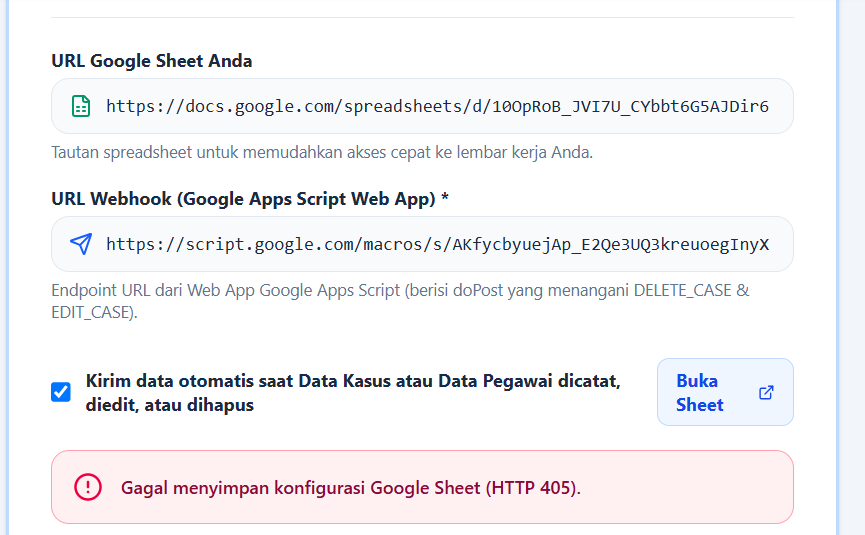 URL Google Sheet Anda
https://docs.google.com/spreadsheets/d/10OpRoB_JVI7U_CYbbt6G5AJDir6
Tautan spreadsheet untuk memudahkan akses cepat ke lembar kerja Anda.
URL Webhook (Google Apps Script Web App) *
https://script.google.com/macros/s/AKfycbyuejAp_E2Qe3UQ3kreuoegInyX
Endpoint URL dari Web App Google Apps Script (berisi doPost yang menangani DELETE_CASE &
EDIT_CASE).
Kirim data otomatis saat Data Kasus atau Data Pegawai dicatat,
diedit, atau dihapus
Buka
Sheet
Gagal menyimpan konfigurasi Google Sheet (HTTP 405).